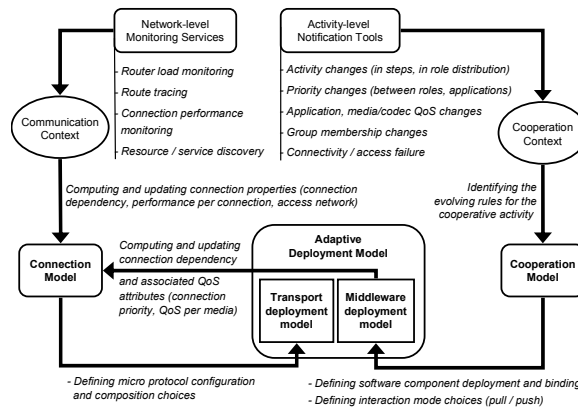 Network-level
Monitoring Services
Activity-level
Notification Tools
- Router load monitoring
- Route tracing
- Connection performance
monitoring
- Resource / service discovery
- Activity changes (in steps, in role distribution)
- Priority changes (between roles, applications)
- Application, media/codec QoS changes
- Group membership changes
- Connectivity / access failure
Communication
Context
Cooperation
Context
Computing and updating connection properties (connection
dependency, performance per connection, access network)
Identifying the
evolving rules for the
cooperative activity
Connection
Model
Computing and updating
connection dependency
and associated QoS
attributes (connection
priority, QoS per media)
Adaptive
Deployment Model
Transport
deployment
model
Middleware
deployment
model
Cooperation
Model
- Defining micro protocol configuration
and composition choices
- Defining software component deployment and binding
- Defining interaction mode choices (pull / push)